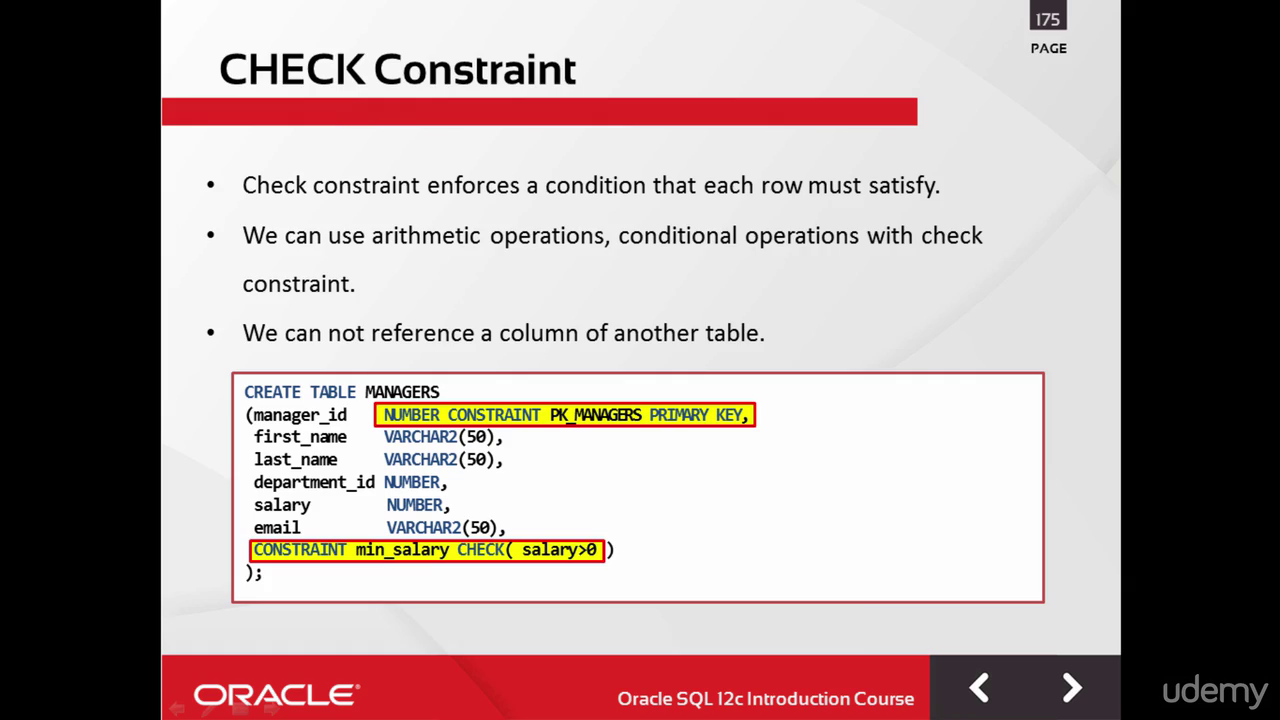 175
PAGE
CHECK Constraint
• Check constraint enforces a condition that each row must satisfy.
• We can use arithmetic operations, conditional operations with check
constraint.
• We can not reference a column of another table.
CREATE TABLE MANAGERS
(manager_id NUMBER CONSTRAINT PK_MANAGERS PRIMARY KEY,
first_name VARCHAR2(50),
last_name VARCHAR2(50),
department_id NUMBER,
salary NUMBER,
email VARCHAR2(50),
CONSTRAINT min_salary CHECK( salary>0 )
);
ORACLE®
Oracle SQL 12c Introduction Course
udemy